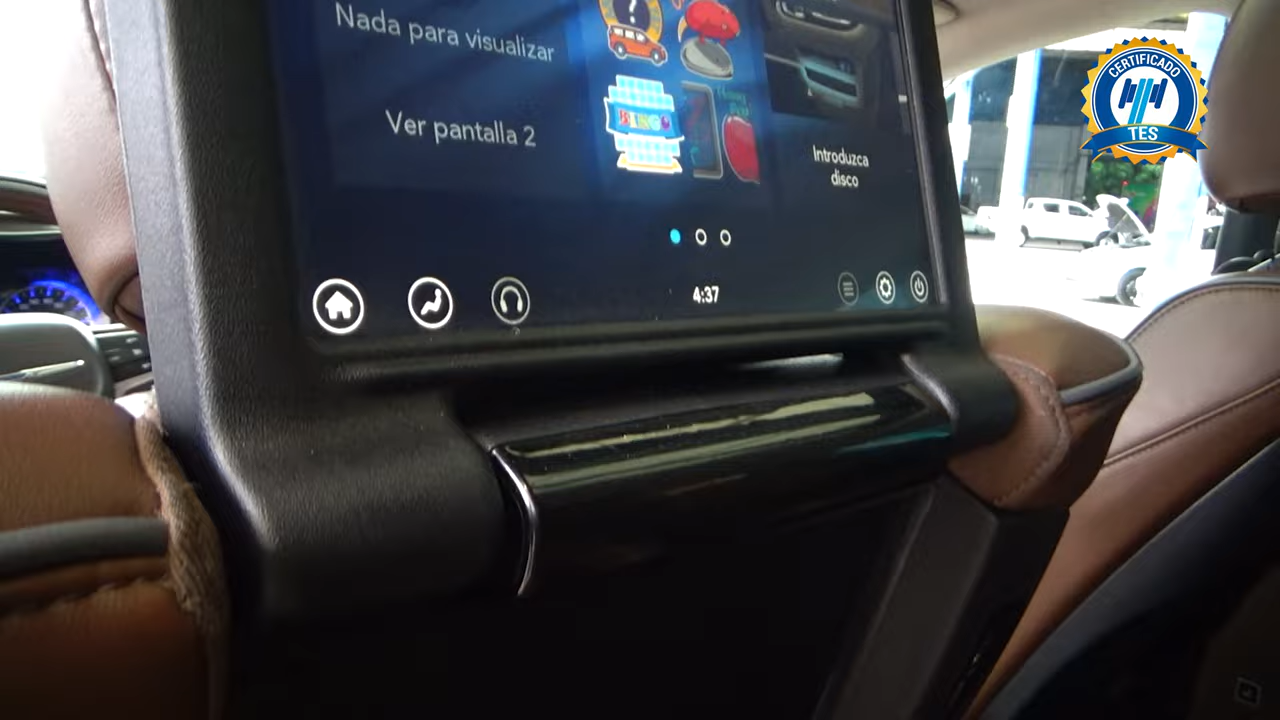 Nada para visualizar
Ver pantalla 2
BINGO
Introduzca
disco
4:37
CERTIFICADO
TES